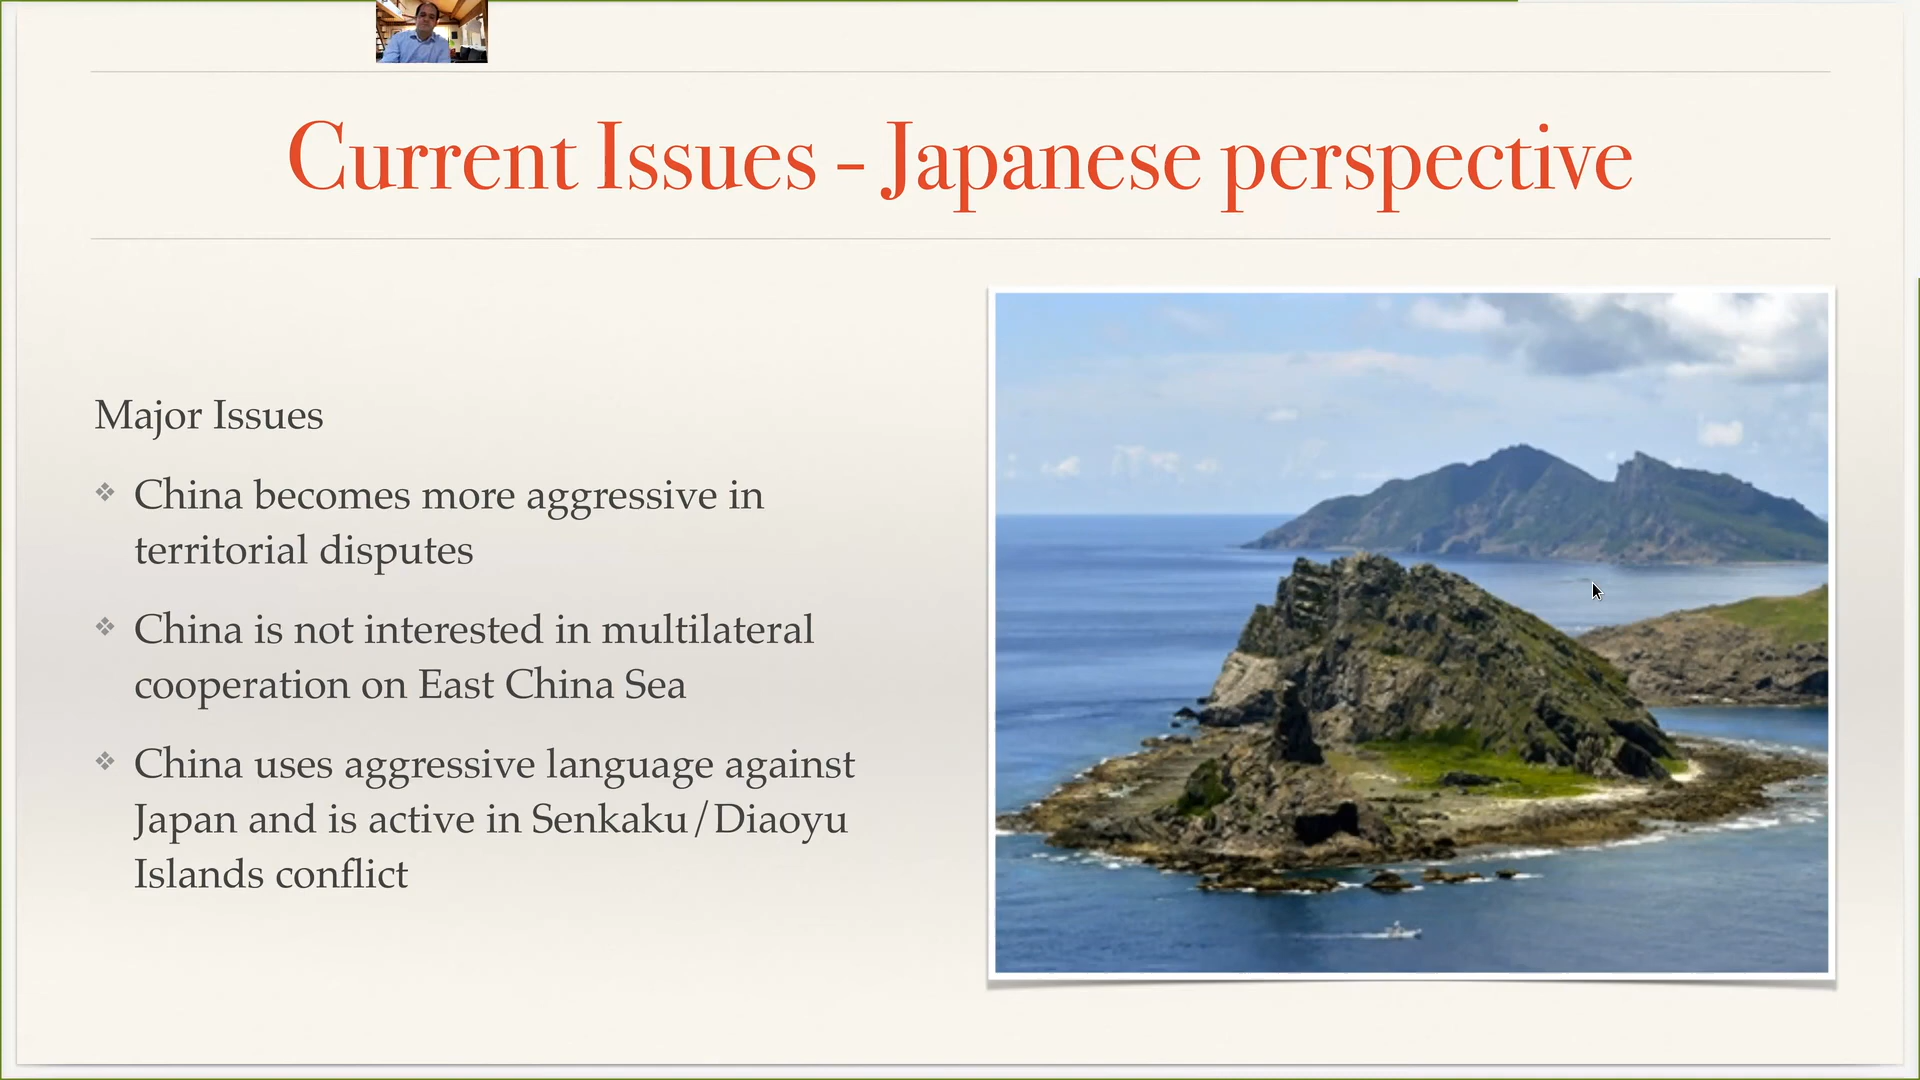 Current Issues - Japanese perspective
Major Issues
❖ China becomes more aggressive in
territorial disputes
❖ China is not interested in multilateral
cooperation on East China Sea
❖ China uses aggressive language against
Japan and is active in Senkaku/Diaoyu
Islands conflict